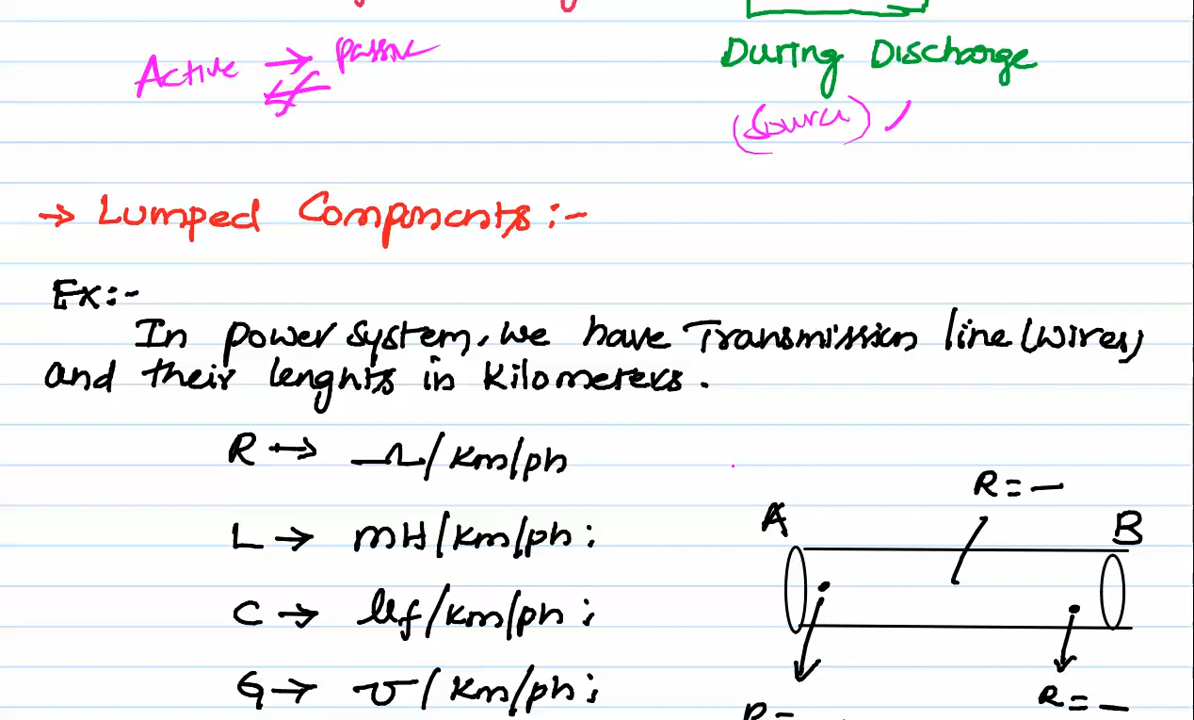 During Discharge
Active → passive
(Source)
→ Lumped Components:-
Ex:-
In power system, we have Transmission line (wires)
and their lenghts in Kilometers.
R → Ω/km/ph
L → mH/km/ph;
C → μf/km/ph;
G → ℧/km/ph;
R = —
A
B
R =
R = —